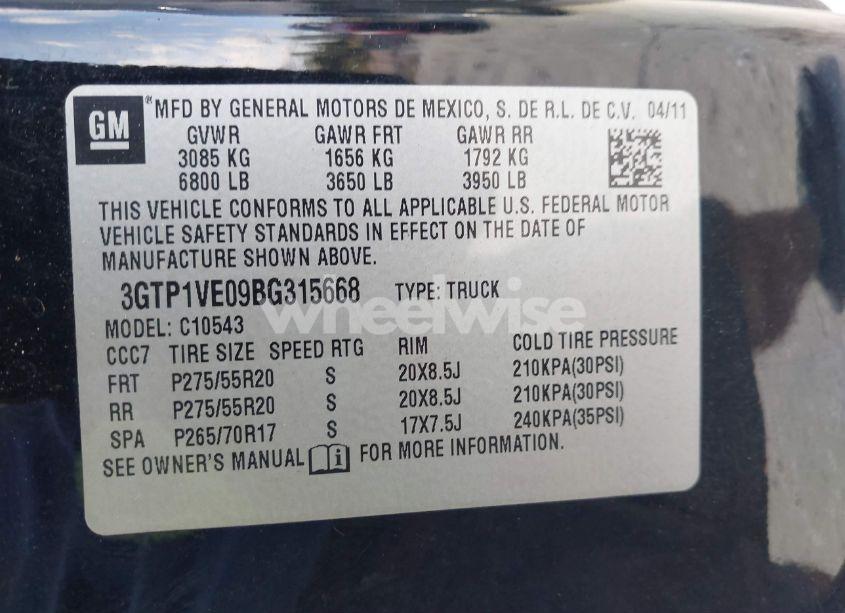 GM ® MFD BY GENERAL MOTORS DE MEXICO, S. DE R.L. DE C.V. 04/11
GVWR GAWR FRT GAWR RR
3085 KG 1656 KG 1792 KG
6800 LB 3650 LB 3950 LB
THIS VEHICLE CONFORMS TO ALL APPLICABLE U.S. FEDERAL MOTOR
VEHICLE SAFETY STANDARDS IN EFFECT ON THE DATE OF
MANUFACTURE SHOWN ABOVE.
3GTP1VE09BG315668 TYPE: TRUCK
wheelwise
MODEL: C10543
CCC7 TIRE SIZE SPEED RTG RIM COLD TIRE PRESSURE
FRT P275/55R20 S 20X8.5J 210KPA(30PSI)
RR P275/55R20 S 20X8.5J 210KPA(30PSI)
SPA P265/70R17 S 17X7.5J 240KPA(35PSI)
SEE OWNER'S MANUAL i FOR MORE INFORMATION.